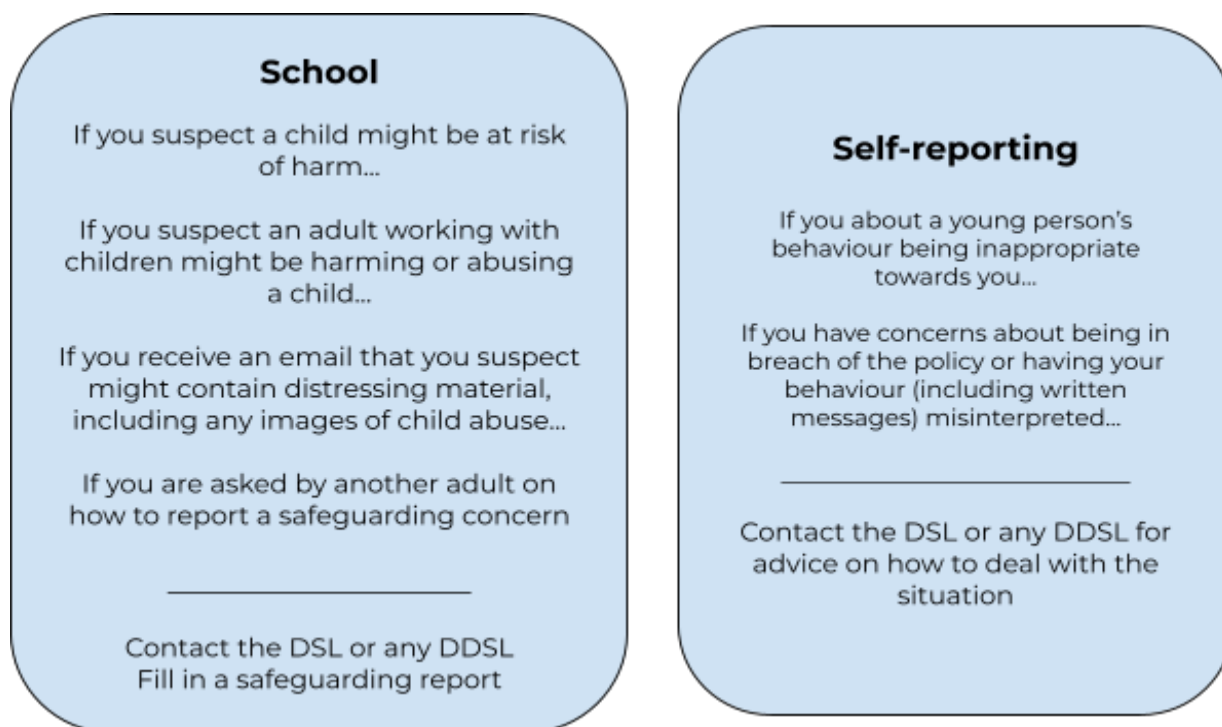 School
If you suspect a child might be at risk
of harm...
If you suspect an adult working with
children might be harming or abusing
a child...
If you receive an email that you suspect
might contain distressing material,
including any images of child abuse...
If you are asked by another adult on
how to report a safeguarding concern
Contact the DSL or any DDSL
Fill in a safeguarding report
Self-reporting
If you about a young person's
behaviour being inappropriate
towards you...
If you have concerns about being in
breach of the policy or having your
behaviour (including written
messages) misinterpreted...
Contact the DSL or any DDSL for
advice on how to deal with the
situation